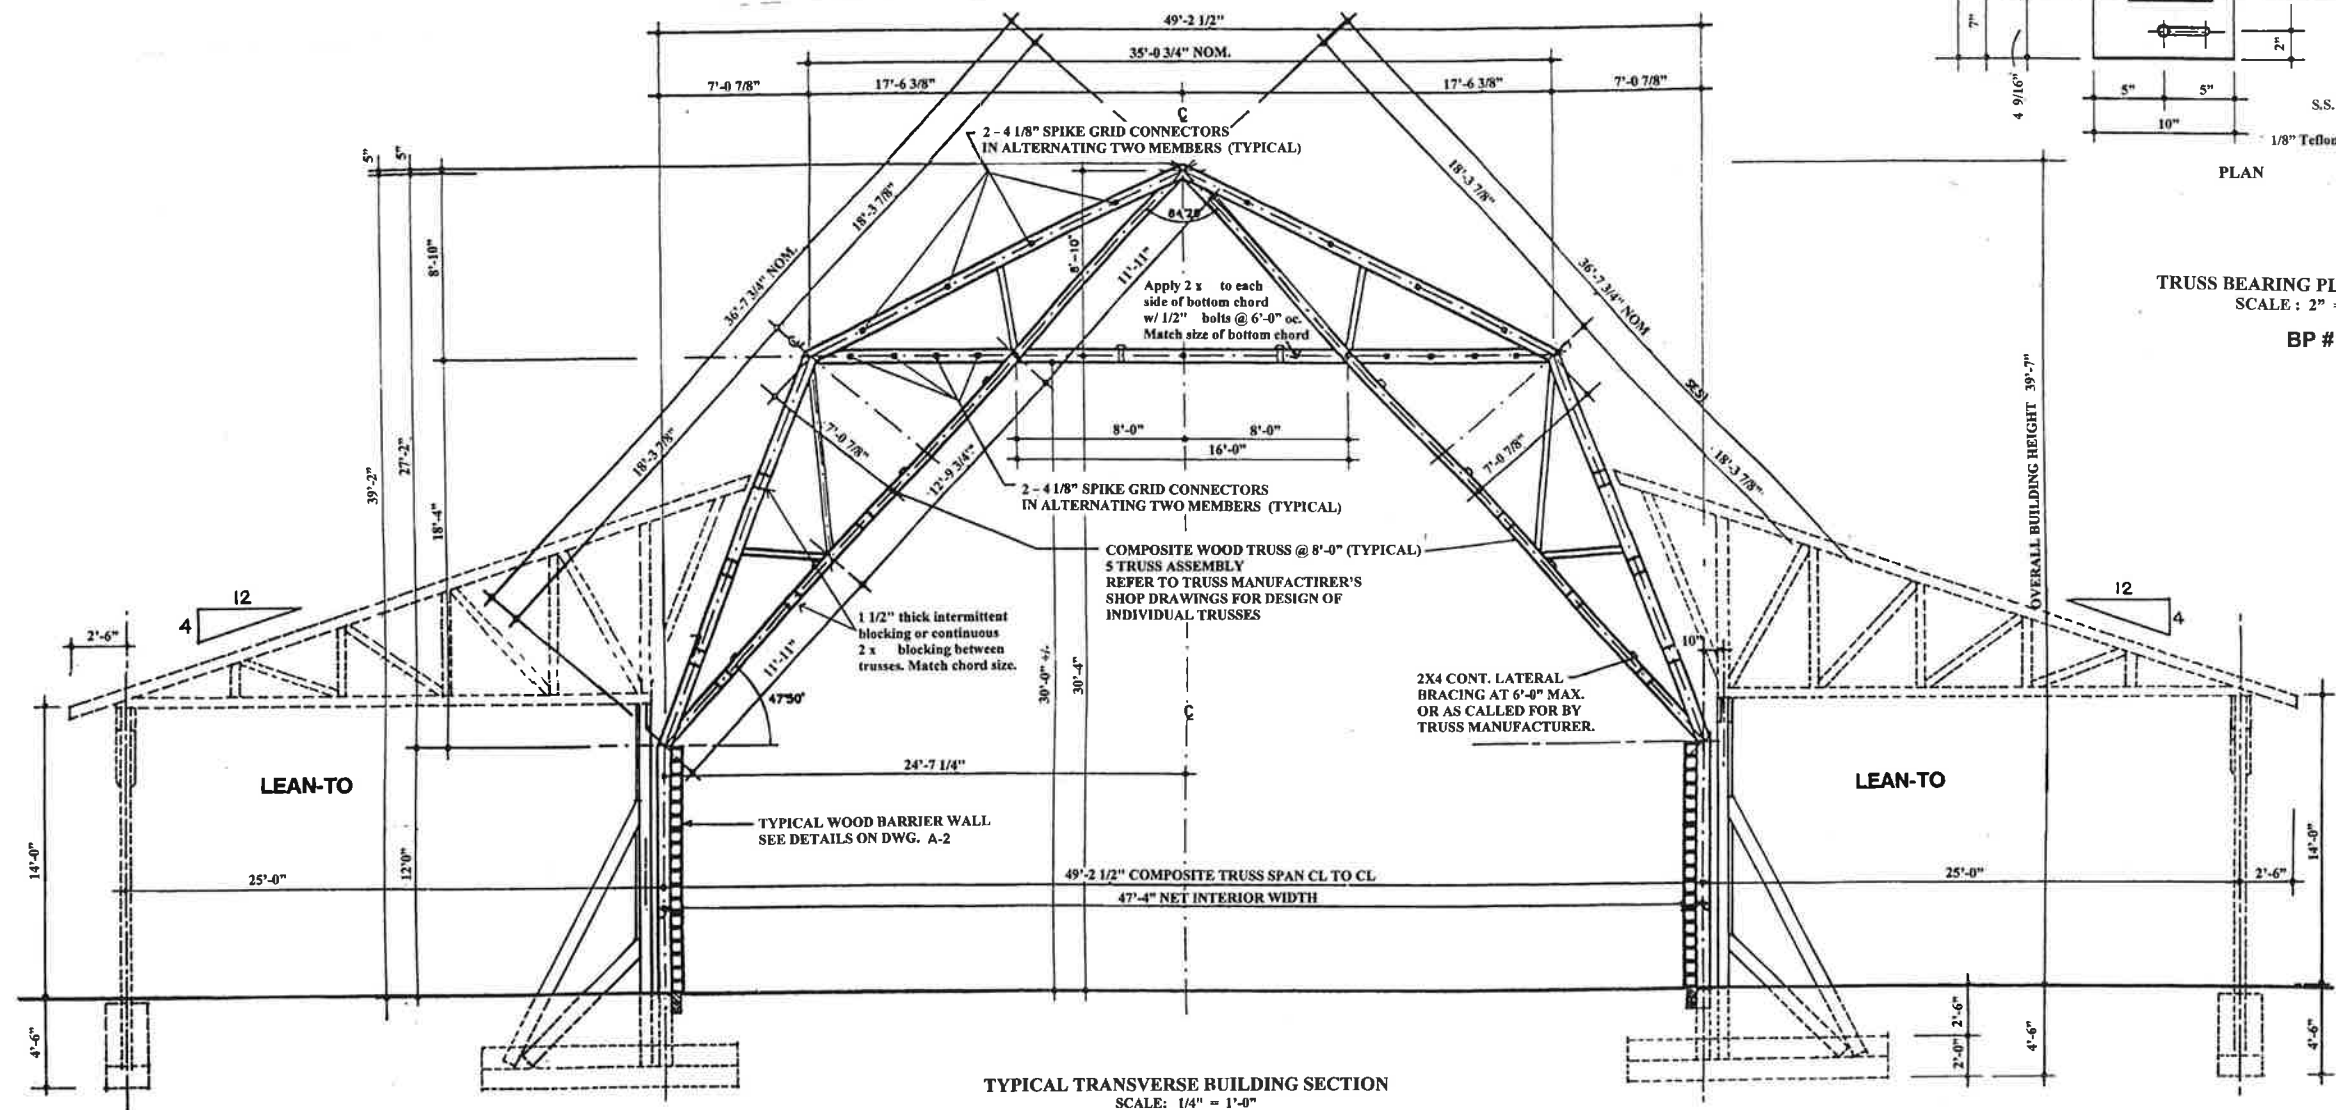 49'-2 1/2"
35'-0 3/4" NOM.
7'-0 7/8"
17'-6 3/8"
17'-6 3/8"
7'-0 7/8"
7"
4 9/16"
2"
5"
5"
10"
S.S.
1/8" Teflon
PLAN
TRUSS BEARING PL
SCALE : 2" =
BP #
2 - 4 1/8" SPIKE GRID CONNECTORS
IN ALTERNATING TWO MEMBERS (TYPICAL)
5"
5"
8'-10"
18'-3 7/8"
36'-7 3/4" NOM.
18'-3 7/8"
8'-10"
11'-11"
Apply 2 x to each
side of bottom chord
w/ 1/2" bolts @ 6'-0" oc.
Match size of bottom chord
18'-3 7/8"
36'-7 3/4" NOM
18'-3 7/8"
OVERALL BUILDING HEIGHT 39'-7"
39'-2"
27'-2"
18'-4"
7'-0 7/8"
12'-9 3/4"
8'-0"
8'-0"
16'-0"
7'-0 7/8"
2 - 4 1/8" SPIKE GRID CONNECTORS
IN ALTERNATING TWO MEMBERS (TYPICAL)
COMPOSITE WOOD TRUSS @ 8'-0" (TYPICAL)
5 TRUSS ASSEMBLY
REFER TO TRUSS MANUFACTIRER'S
SHOP DRAWINGS FOR DESIGN OF
INDIVIDUAL TRUSSES
12
4
2'-6"
1 1/2" thick intermittent
blocking or continuous
2 x blocking between
trusses. Match chord size.
11'-11"
47°50'
30'-0" +/-
30'-4"
10"
12
4
2X4 CONT. LATERAL
BRACING AT 6'-0" MAX.
OR AS CALLED FOR BY
TRUSS MANUFACTURER.
24'-7 1/4"
LEAN-TO
LEAN-TO
TYPICAL WOOD BARRIER WALL
SEE DETAILS ON DWG. A-2
14'-0"
12'0"
14'-0"
25'-0"
49'-2 1/2" COMPOSITE TRUSS SPAN CL TO CL
25'-0"
2'-6"
47'-4" NET INTERIOR WIDTH
4'-6"
2'-6"
2'-0"
4'-6"
4'-6"
TYPICAL TRANSVERSE BUILDING SECTION
SCALE: 1/4" = 1'-0"